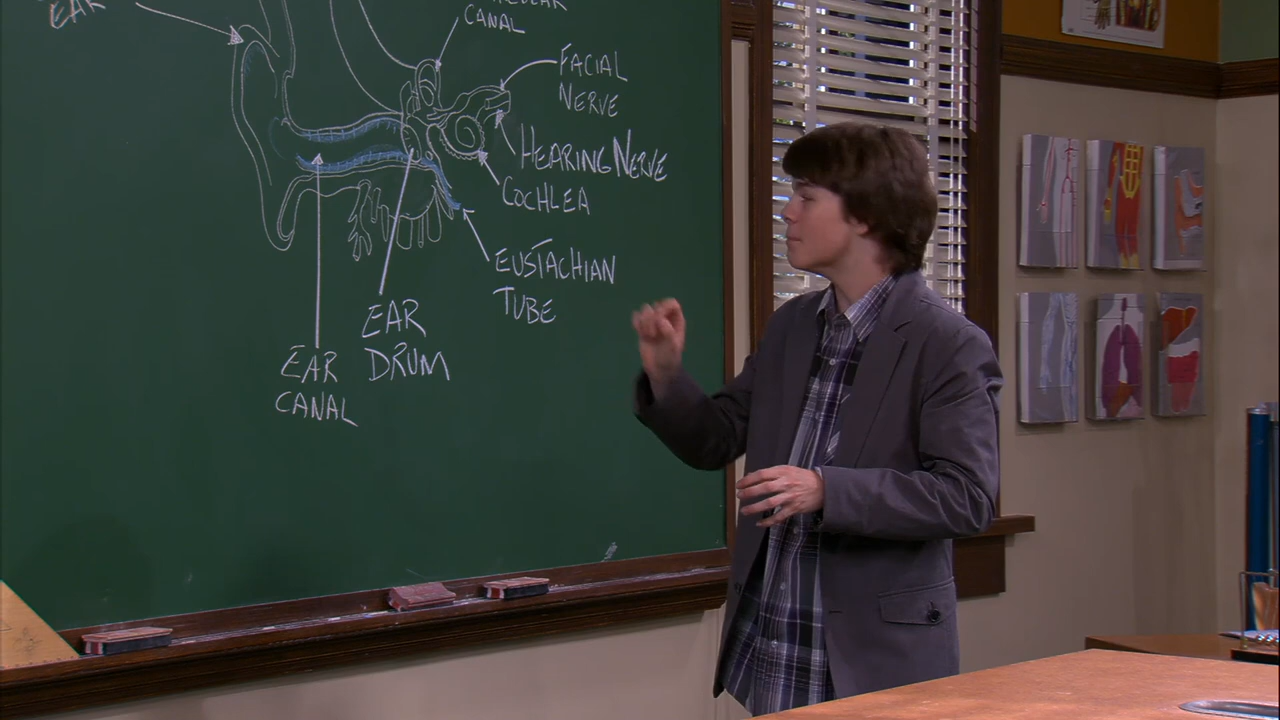 EAR
CANAL
FACIAL
NERVE
HEARING NERVE
COCHLEA
EUSTACHIAN
TUBE
EAR
DRUM
EAR
CANAL